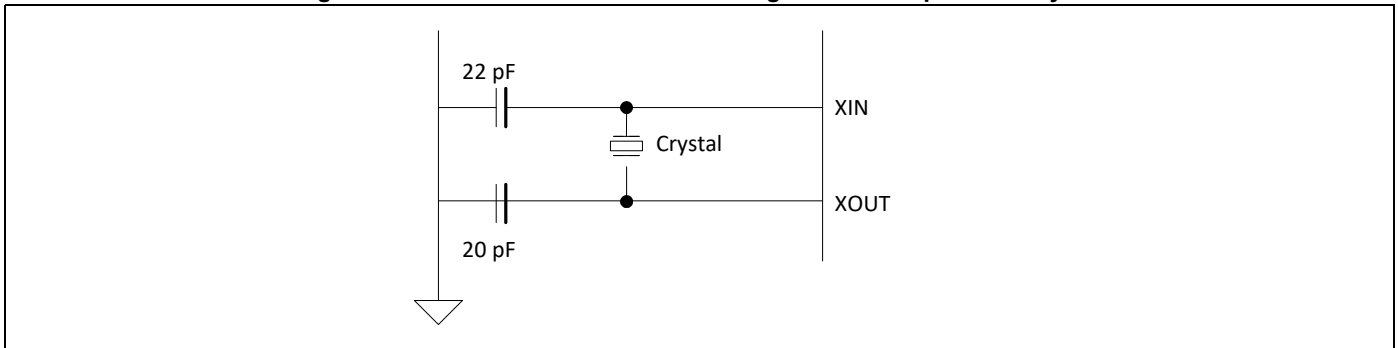 22 pF
XIN
Crystal
XOUT
20 pF